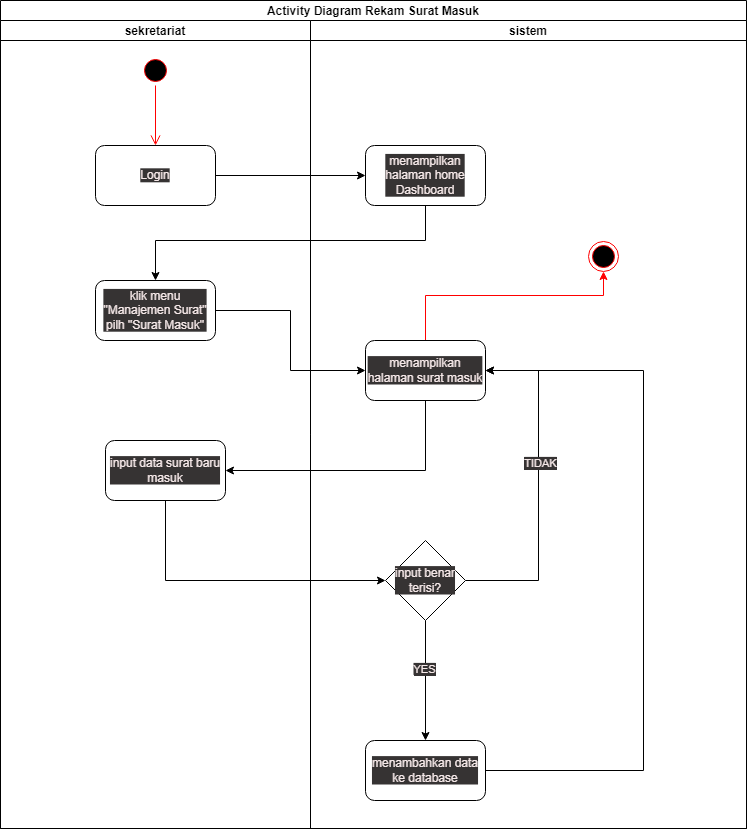 Activity Diagram Rekam Surat Masuk
sekretariat
sistem
Login
menampilkan
halaman home
Dashboard
klik menu
"Manajemen Surat"
pilh "Surat Masuk"
menampilkan
halaman surat masuk
input data surat baru
masuk
TIDAK
input benar
terisi?
YES
menambahkan data
ke database